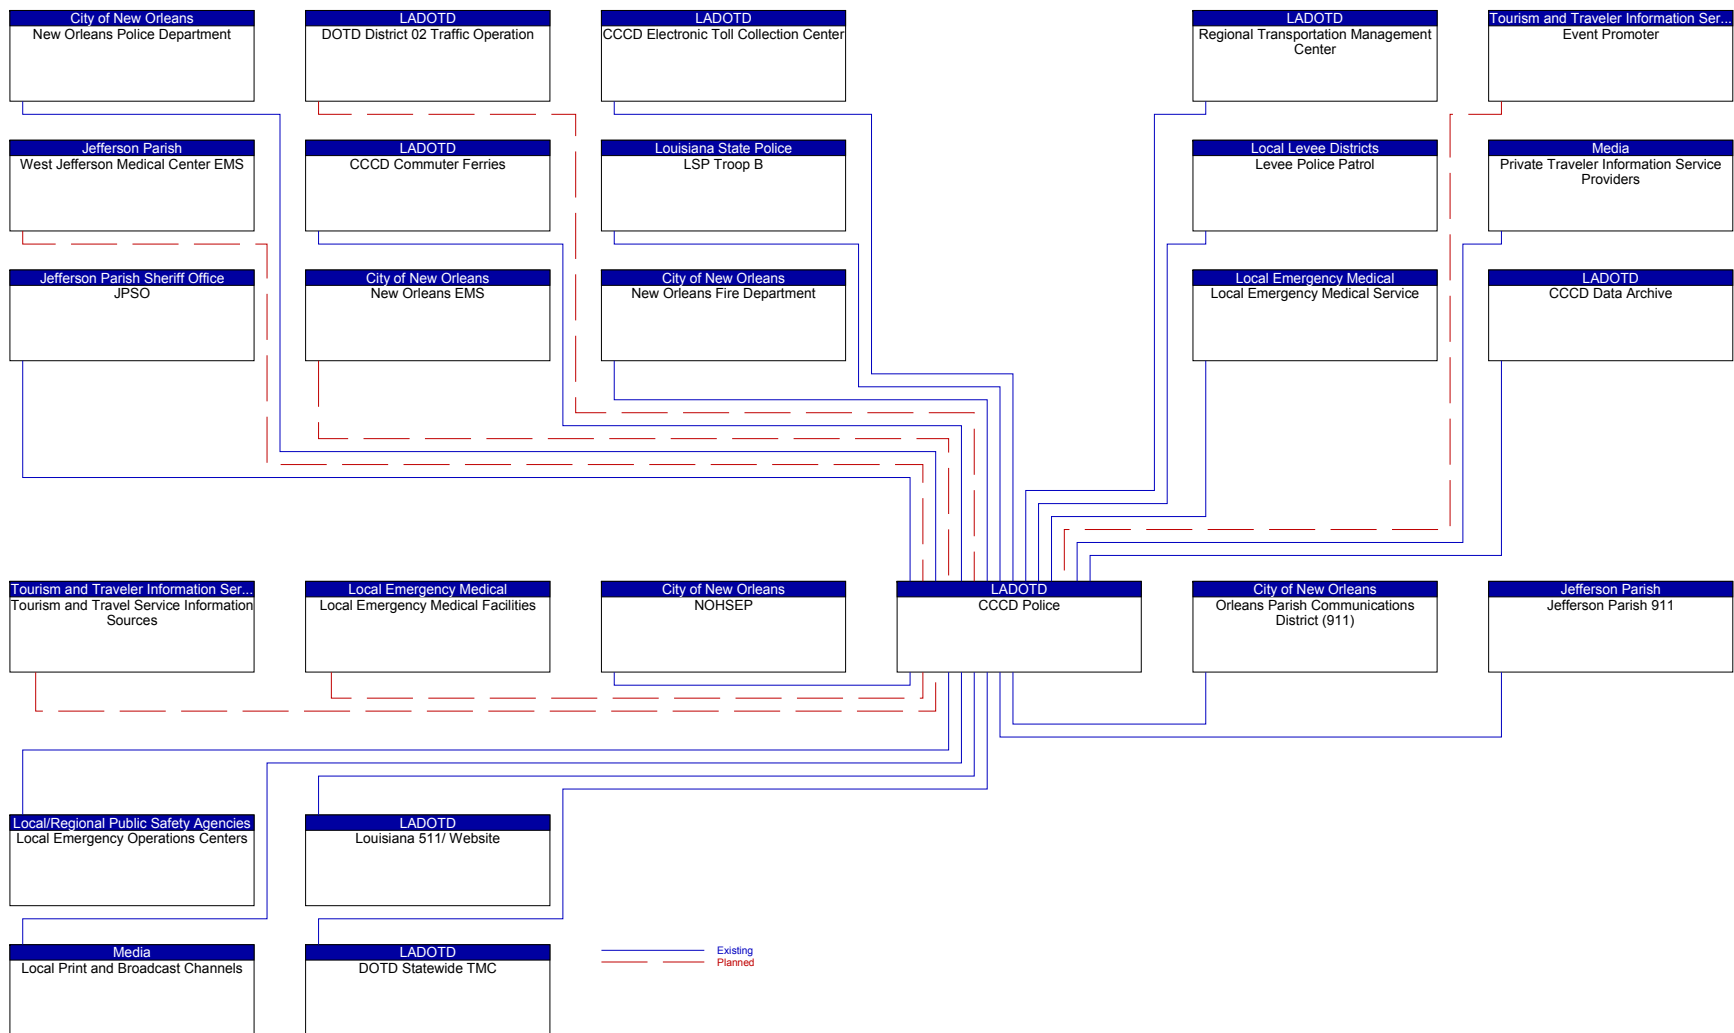 City of New Orleans
New Orleans Police Department
LADOTD
DOTD District 02 Traffic Operation
LADOTD
CCCD Electronic Toll Collection Center
LADOTD
Regional Transportation Management
Center
Tourism and Traveler Information Ser...
Event Promoter
Jefferson Parish
West Jefferson Medical Center EMS
LADOTD
CCCD Commuter Ferries
Louisiana State Police
LSP Troop B
Local Levee Districts
Levee Police Patrol
Media
Private Traveler Information Service
Providers
Jefferson Parish Sheriff Office
JPSO
City of New Orleans
New Orleans EMS
City of New Orleans
New Orleans Fire Department
Local Emergency Medical
Local Emergency Medical Service
LADOTD
CCCD Data Archive
Tourism and Traveler Information Ser...
Tourism and Travel Service Information
Sources
Local Emergency Medical
Local Emergency Medical Facilities
City of New Orleans
NOHSEP
LADOTD
CCCD Police
City of New Orleans
Orleans Parish Communications
District (911)
Jefferson Parish
Jefferson Parish 911
Local/Regional Public Safety Agencies
Local Emergency Operations Centers
LADOTD
Louisiana 511/ Website
Media
Local Print and Broadcast Channels
LADOTD
DOTD Statewide TMC
Existing
Planned